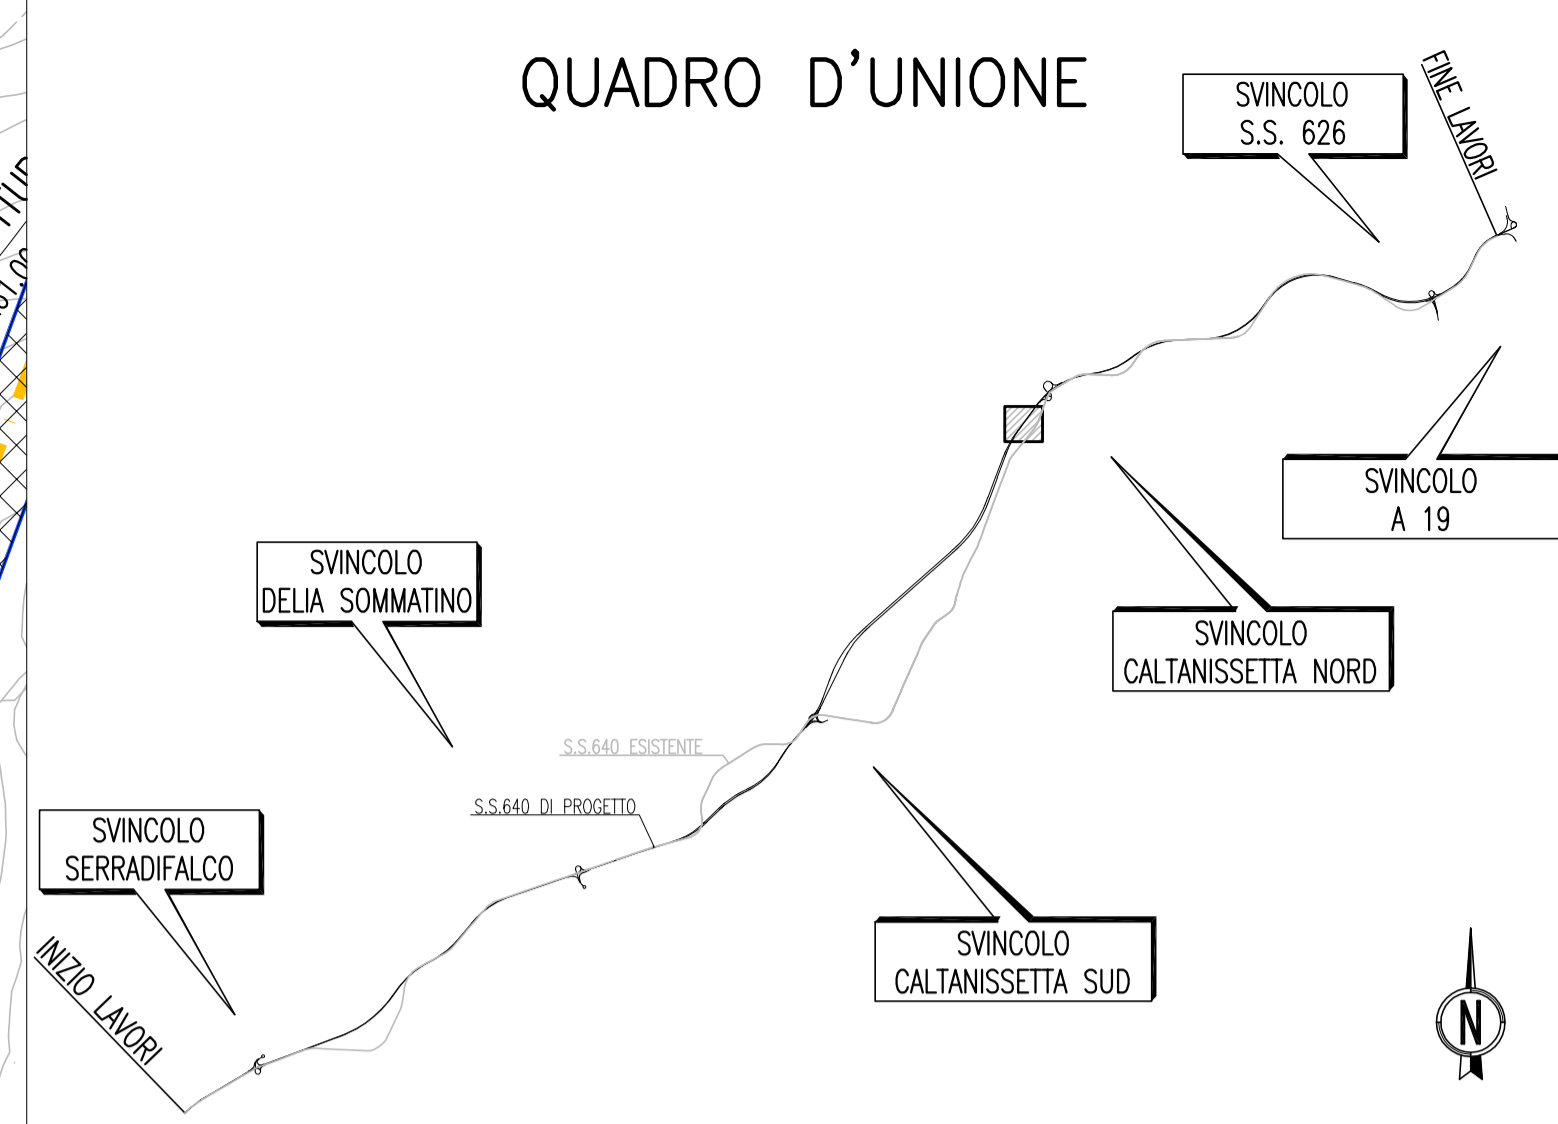 QUADRO D'UNIONE
SVINCOLO
S.S. 626
FINE LAVORI
SVINCOLO
A 19
SVINCOLO
DELIA SOMMATINO
SVINCOLO
CALTANISSETTA NORD
S.S.640 ESISTENTE
S.S.640 DI PROGETTO
SVINCOLO
SERRADIFALCO
SVINCOLO
CALTANISSETTA SUD
INIZIO LAVORI
N